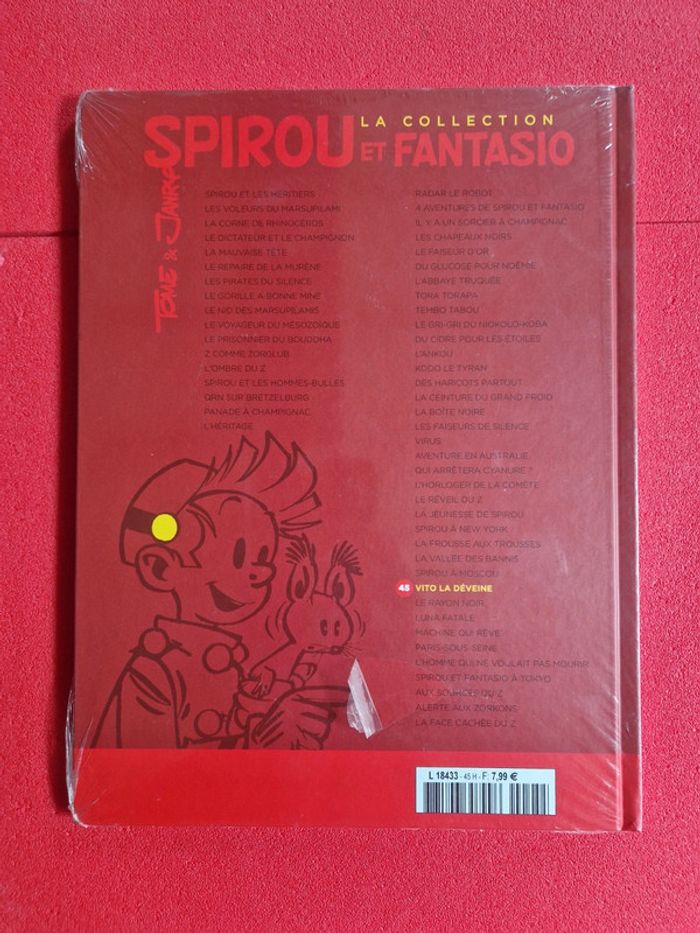 LA COLLECTION
SPIROU ET FANTASIO
TOME & JANRY
SPIROU ET LES HÉRITIERS
LES VOLEURS DU MARSUPILAMI
LA CORNE DE RHINOCÉROS
LE DICTATEUR ET LE CHAMPIGNON
LA MAUVAISE TÊTE
LE REPAIRE DE LA MURÈNE
LES PIRATES DU SILENCE
LE GORILLE A BONNE MINE
LE NID DES MARSUPILAMIS
LE VOYAGEUR DU MÉSOZOÏQUE
LE PRISONNIER DU BOUDDHA
Z COMME ZORGLUB
L'OMBRE DU Z
SPIROU ET LES HOMMES-BULLES
QRN SUR BRETZELBURG
PANADE À CHAMPIGNAC
L'HÉRITAGE
RADAR LE ROBOT
4 AVENTURES DE SPIROU ET FANTASIO
IL Y A UN SORCIER À CHAMPIGNAC
LES CHAPEAUX NOIRS
LE FAISEUR D'OR
DU GLUCOSE POUR NOÉMIE
L'ABBAYE TRUQUÉE
TORA TORAPA
TEMBO TABOU
LE GRI-GRI DU NIOKOLO-KOBA
DU CIDRE POUR LES ÉTOILES
L'ANKOU
KODO LE TYRAN
DES HARICOTS PARTOUT
LA CEINTURE DU GRAND FROID
LA BOÎTE NOIRE
LES FAISEURS DE SILENCE
VIRUS
AVENTURE EN AUSTRALIE
QUI ARRÊTERA CYANURE ?
L'HORLOGER DE LA COMÈTE
LE RÉVEIL DU Z
LA JEUNESSE DE SPIROU
SPIROU À NEW YORK
LA FROUSSE AUX TROUSSES
LA VALLÉE DES BANNIS
SPIROU À MOSCOU
45 VITO LA DÉVEINE
LE RAYON NOIR
LUNA FATALE
MACHINE QUI RÊVE
PARIS-SOUS-SEINE
L'HOMME QUI NE VOULAIT PAS MOURIR
SPIROU ET FANTASIO À TOKYO
AUX SOURCES DU Z
ALERTE AUX ZORKONS
LA FACE CACHÉE DU Z
L 18433 - 45 H - F: 7,99 €